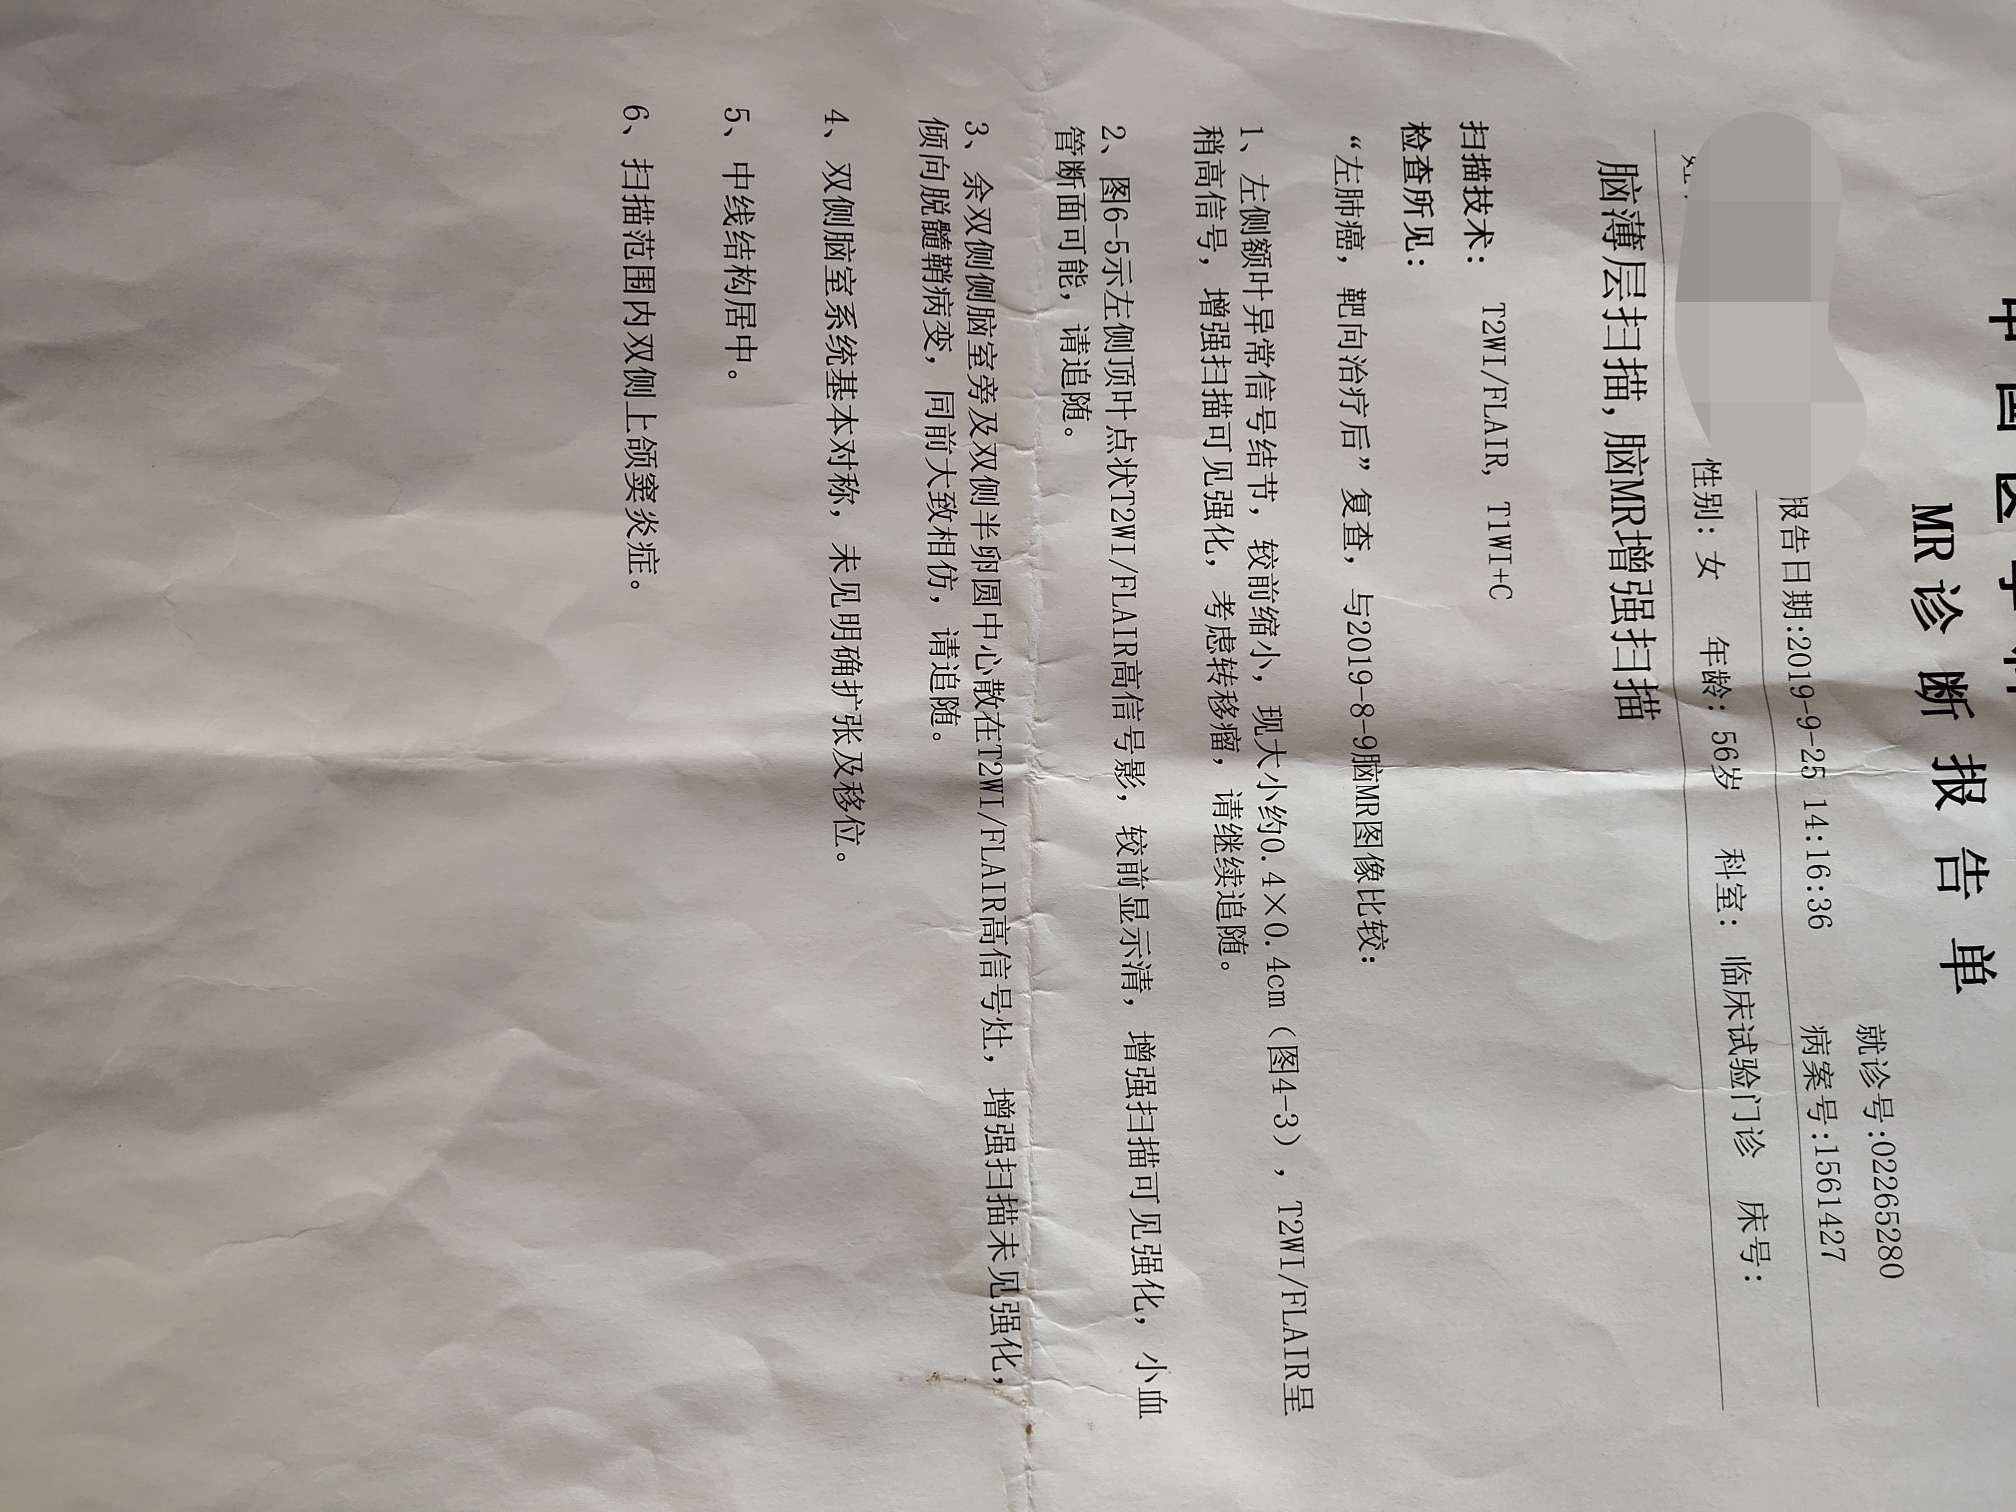 中国医学科
MR诊断报告单
就诊号:02265280
报告日期:2019-9-25 14:16:36 病案号:1561427
性别: 女 年龄: 56岁 科室: 临床试验门诊 床号:
脑薄层扫描,脑MR增强扫描
扫描技术: T2WI/FLAIR, T1WI+C
检查所见:
“左肺癌, 靶向治疗后”复查, 与2019-8-9脑MR图像比较:
1、左侧额叶异常信号结节, 较前缩小, 现大小约0.4×0.4cm(图4-3), T2WI/FLAIR呈
稍高信号, 增强扫描可见强化, 考虑转移瘤, 请继续追随。
2、图6-5示左侧顶叶点状T2WI/FLAIR高信号影, 较前显示清, 增强扫描可见强化, 小血
管断面可能, 请追随。
3、余双侧侧脑室旁及双侧半卵圆中心散在T2WI/FLAIR高信号灶, 增强扫描未见强化,
倾向脱髓鞘病变, 同前大致相仿, 请追随。
4、双侧脑室系统基本对称, 未见明确扩张及移位。
5、中线结构居中。
6、扫描范围内双侧上颌窦炎症。